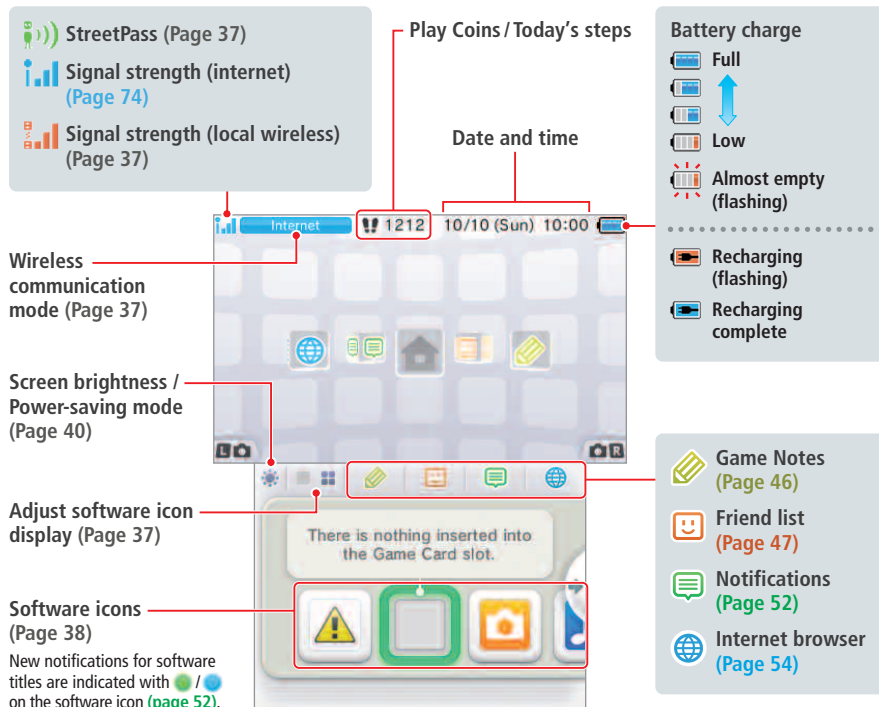 StreetPass (Page 37)
Signal strength (internet)
(Page 74)
Signal strength (local wireless)
(Page 37)
Play Coins / Today's steps
Date and time
Battery charge
Full
Low
Almost empty
(flashing)
Recharging
(flashing)
Recharging
complete
Internet 1212 10/10 (Sun) 10:00
Wireless
communication
mode (Page 37)
Screen brightness /
Power-saving mode
(Page 40)
L R
Adjust software icon
display (Page 37)
There is nothing inserted into
the Game Card slot.
Software icons
(Page 38)
New notifications for software
titles are indicated with /
on the software icon (page 52).
Game Notes
(Page 46)
Friend list
(Page 47)
Notifications
(Page 52)
Internet browser
(Page 54)